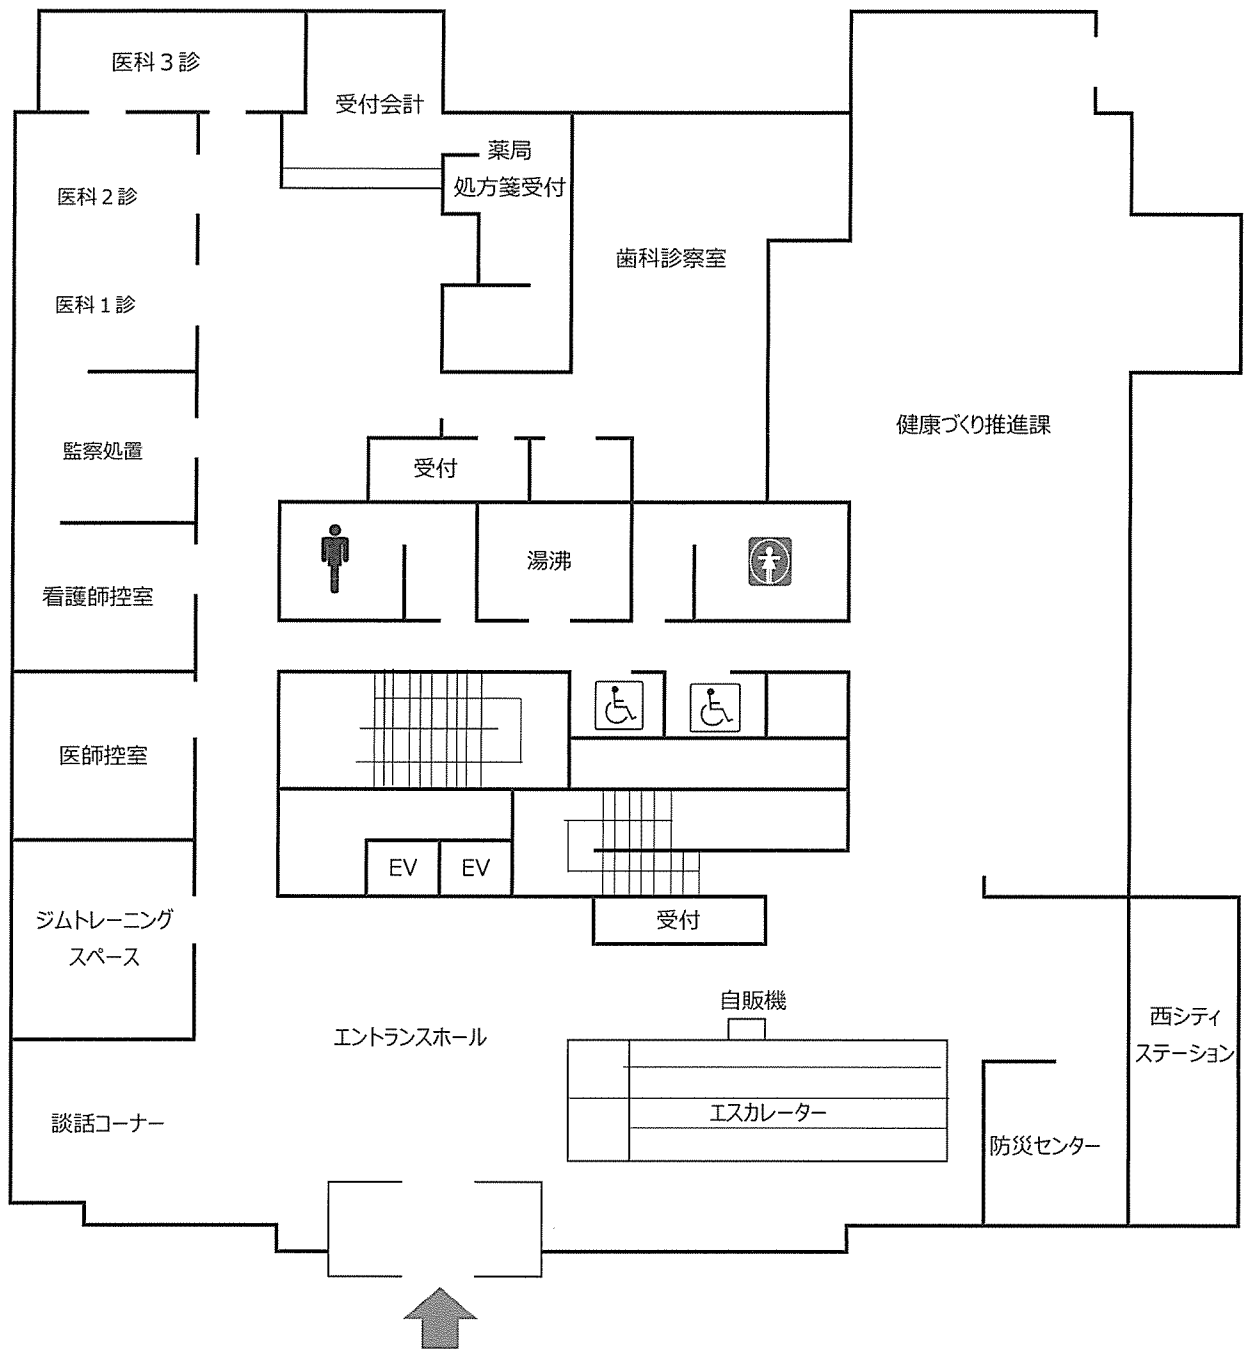 医科３診
受付会計
薬局
処方箋受付
医科２診
歯科診察室
医科１診
健康づくり推進課
監察処置
受付
湯沸
看護師控室
医師控室
EV
EV
受付
ジムトレーニング
スペース
自販機
エントランスホール
西シティ
ステーション
エスカレーター
談話コーナー
防災センター